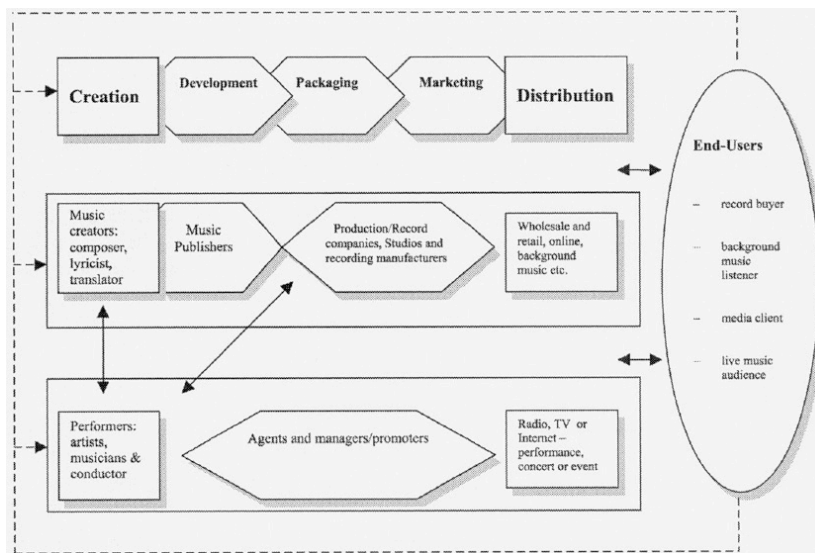 Creation
Development
Packaging
Marketing
Distribution
End-Users
– record buyer
– background
music
listener
– media client
– live music
audience
Music
creators:
composer,
lyricist,
translator
Music
Publishers
Production/Record
companies, Studios and
recording manufacturers
Wholesale and
retail, online,
background
music etc.
Performers:
artists,
musicians &
conductor
Agents and managers/promoters
Radio, TV or
Internet –
performance,
concert or event